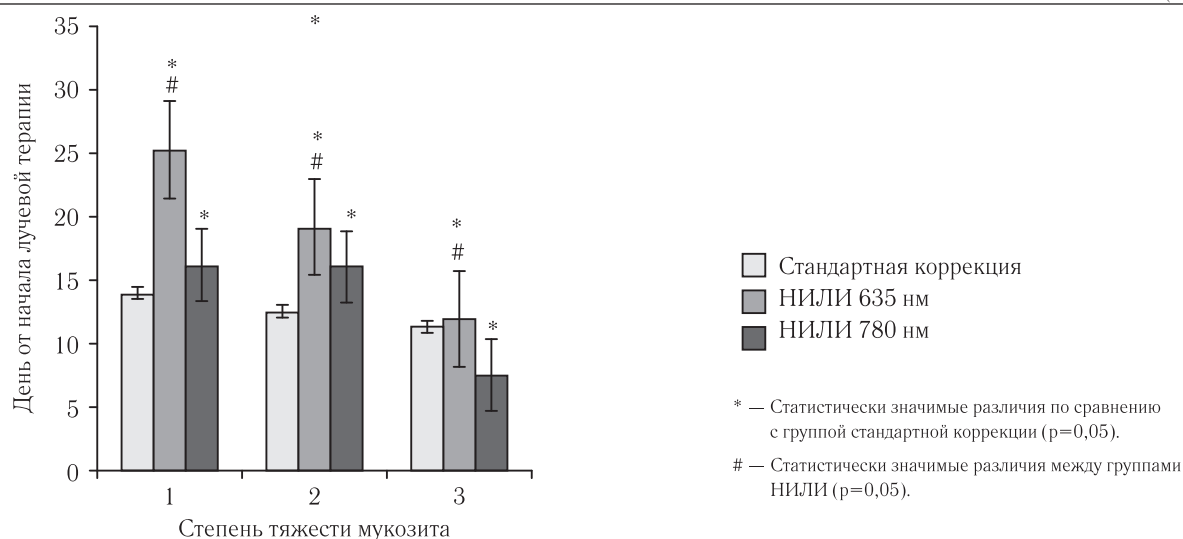 35
30
25
20
15
10
5
0
День от начала лучевой терапии
*
*
#
*
*
#
*
*
#
*
1
2
3
Степень тяжести мукозита
Стандартная коррекция
НИЛИ 635 нм
НИЛИ 780 нм
* — Статистически значимые различия по сравнению
с группой стандартной коррекции (p=0,05).
# — Статистически значимые различия между группами
НИЛИ (p=0,05).